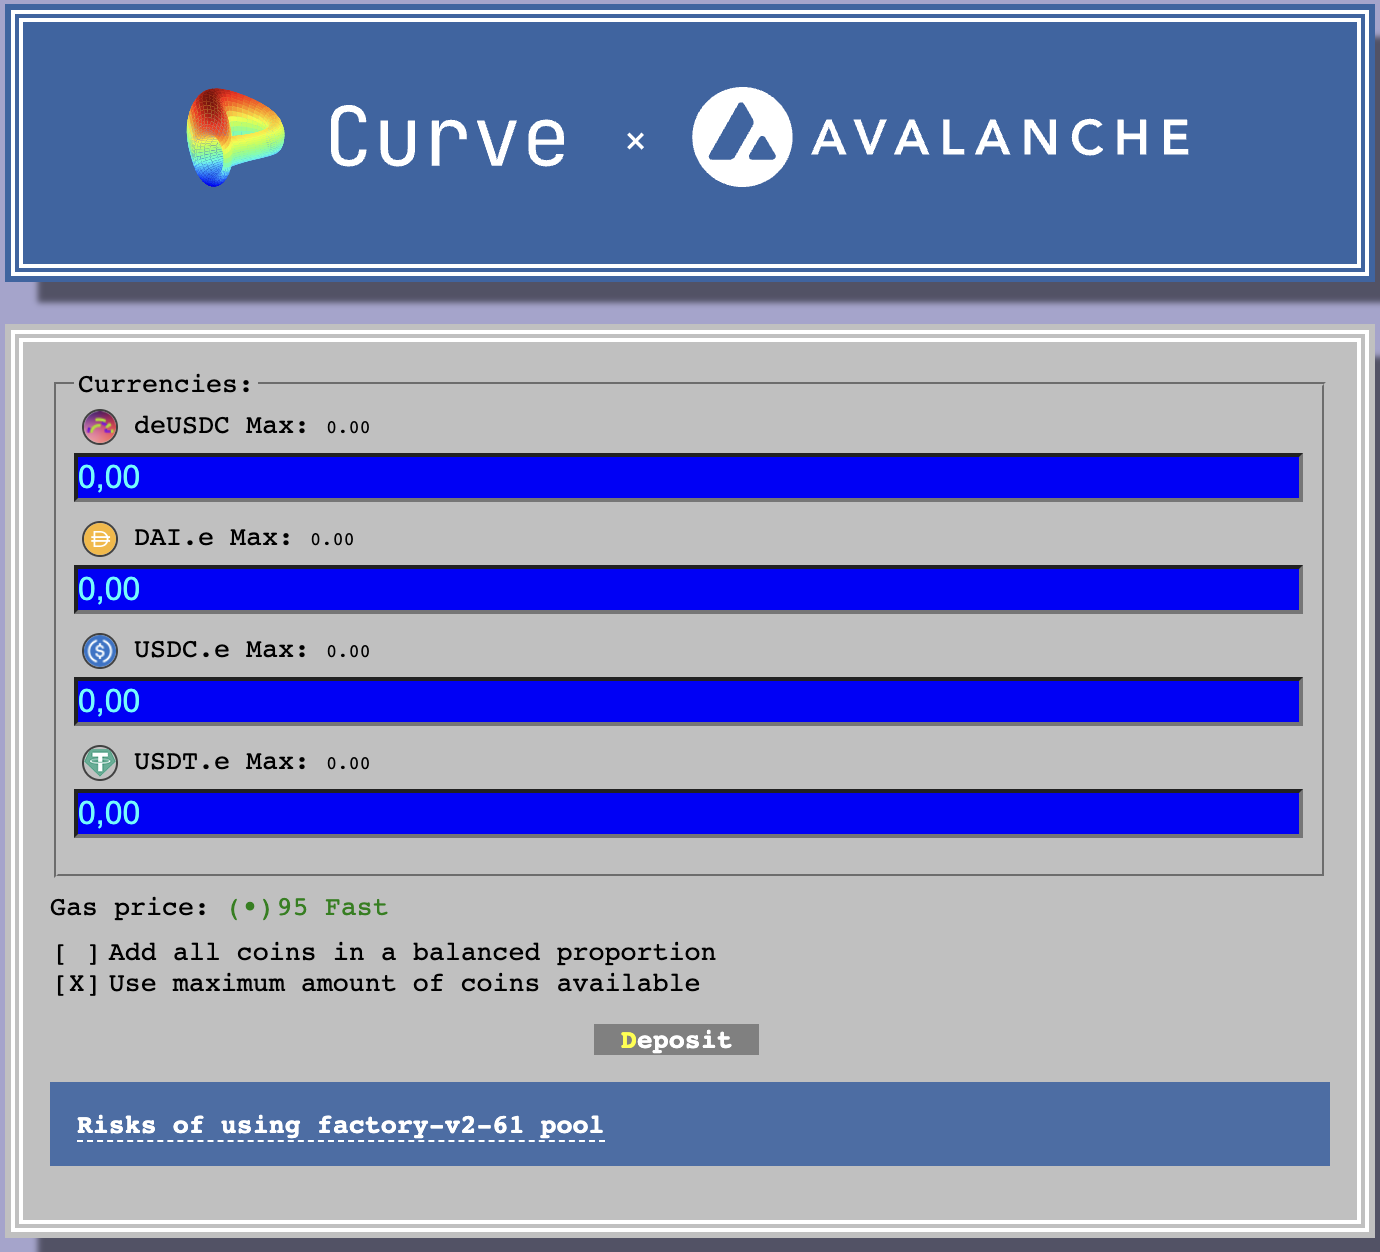 Curve × AVALANCHE
Currencies:
deUSDC Max: 0.00
0,00
DAI.e Max: 0.00
0,00
USDC.e Max: 0.00
0,00
USDT.e Max: 0.00
0,00
Gas price: (•)95 Fast
[ ] Add all coins in a balanced proportion
[X] Use maximum amount of coins available
Deposit
Risks of using factory-v2-61 pool